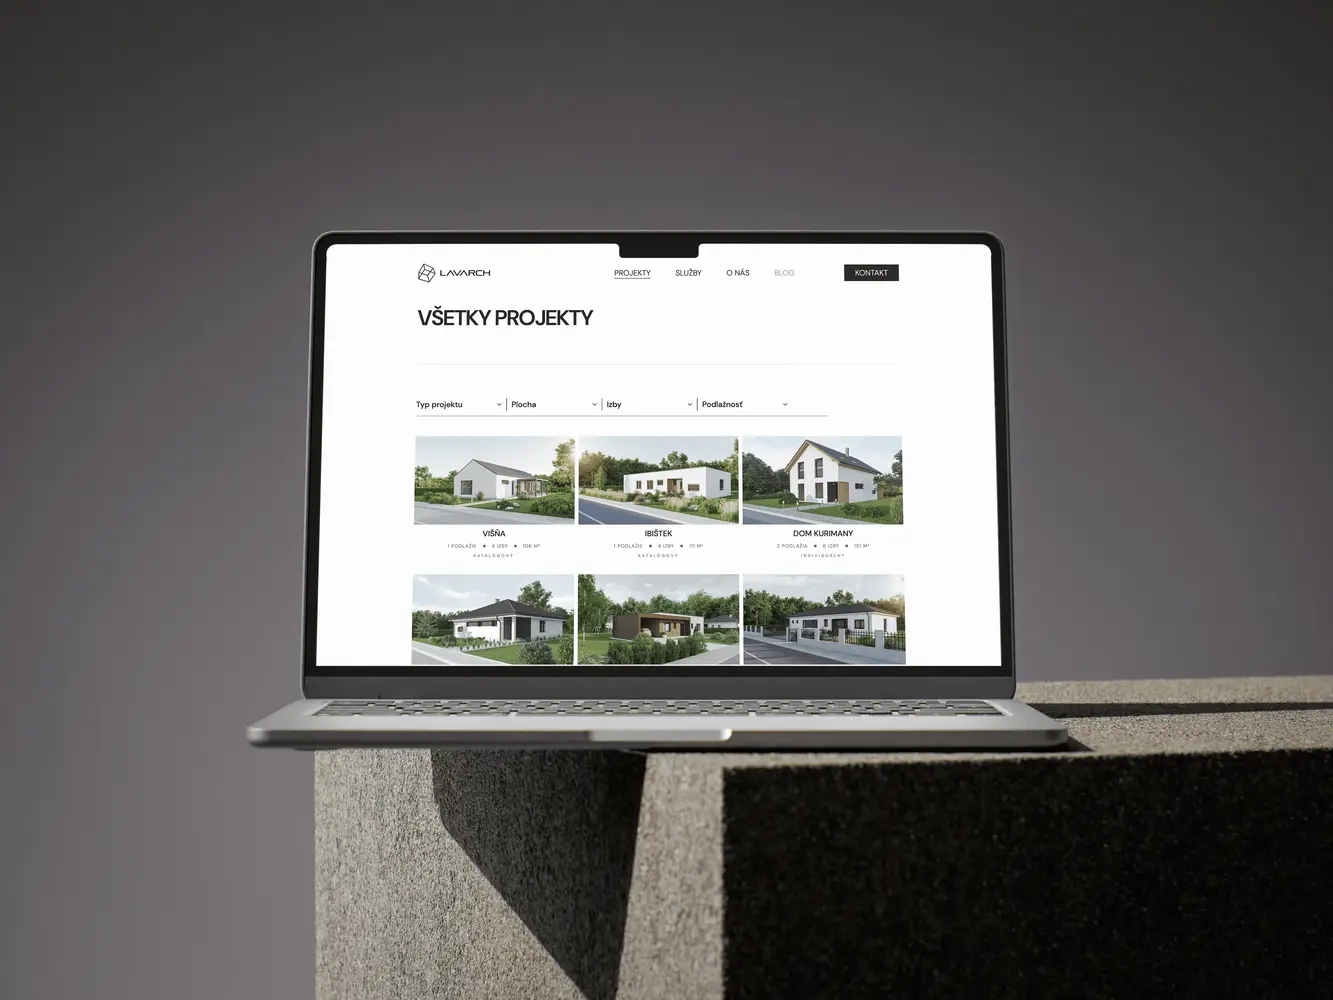 LAVARCH
PROJEKTY SLUŽBY O NÁS BLOG KONTAKT
VŠETKY PROJEKTY
Typ projektu Plocha Izby Podlažnosť
VIŠŇA IBIŠTEK DOM KURIMANY
1 PODLAŽIE • 4 IZBY • 106 M² 1 PODLAŽIE • 4 IZBY • 111 M² 2 PODLAŽIA • 6 IZBY • 151 M²
KATALÓGOVÝ KATALÓGOVÝ INDIVIDUÁLNY